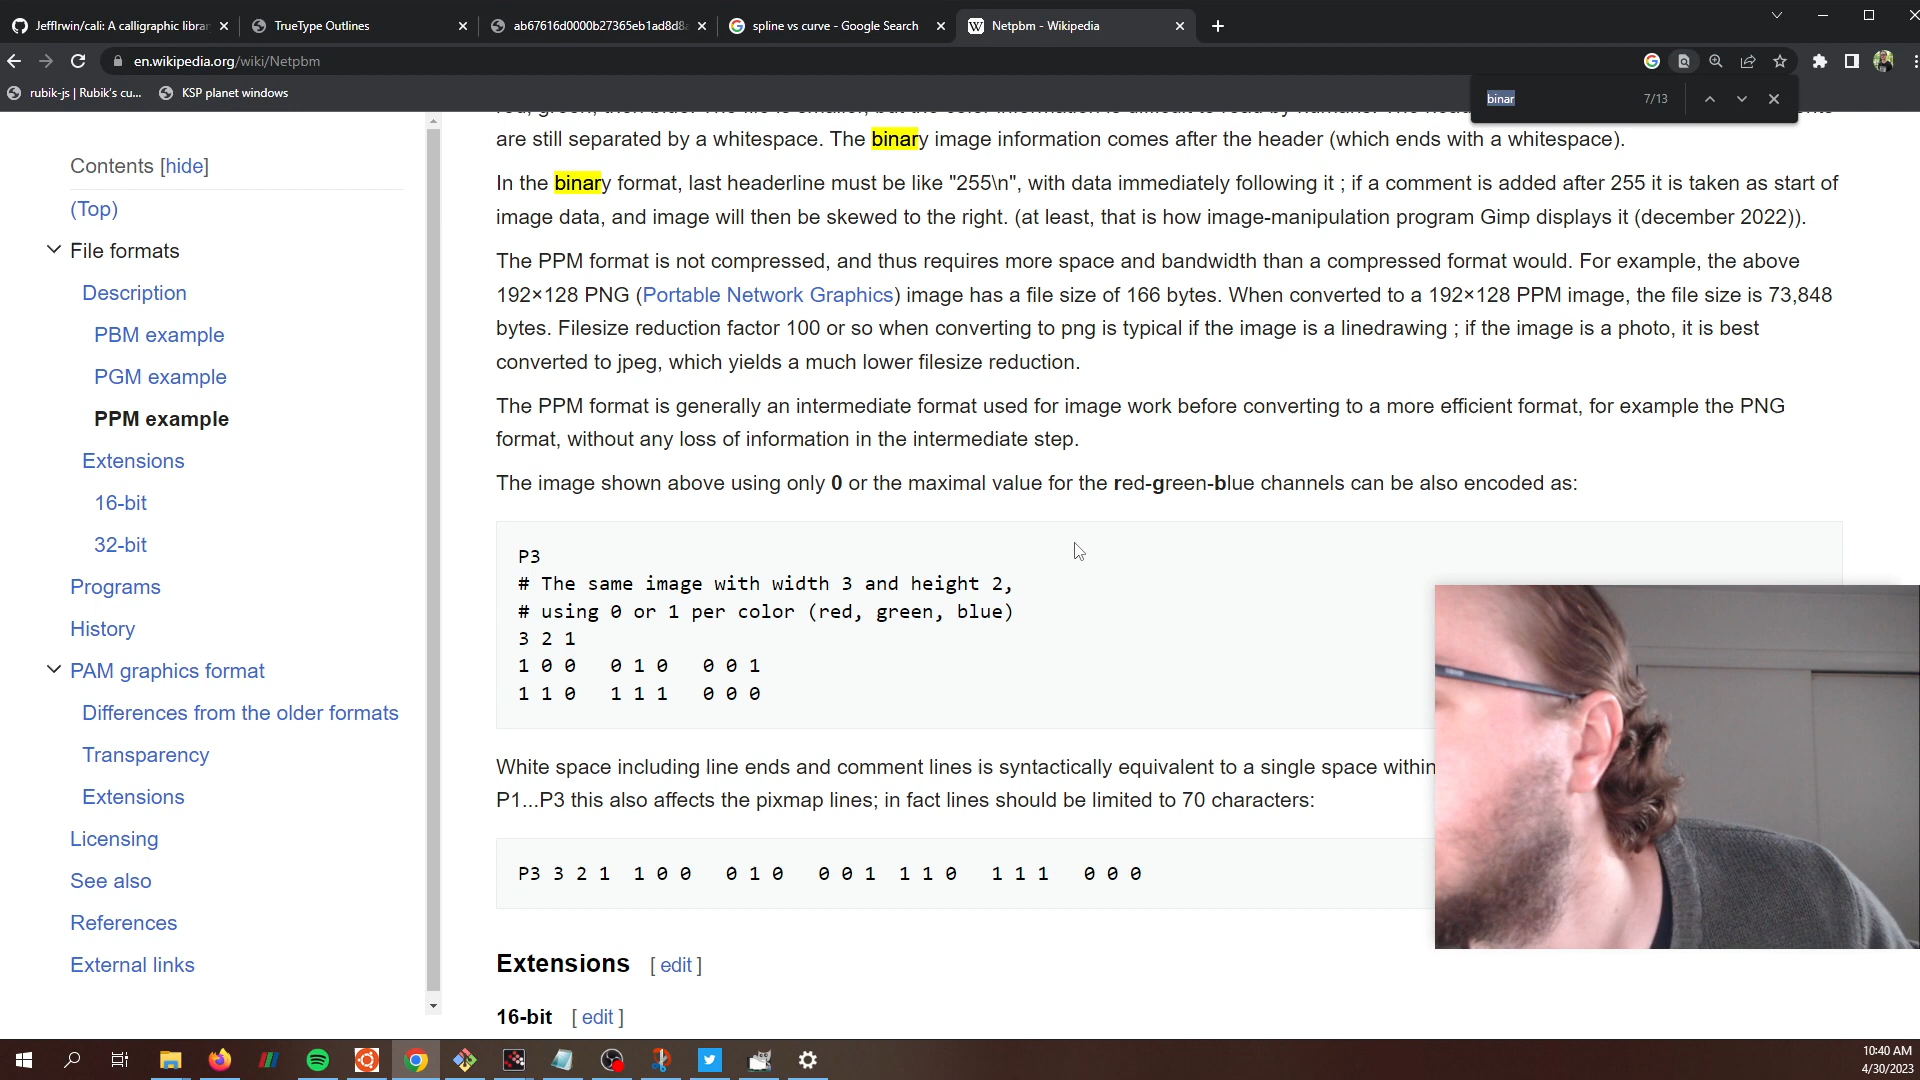 JeffIrwin/cali: A calligraphic librar
TrueType Outlines
ab67616d0000b27365eb1ad8d8a
spline vs curve - Google Search
Netpbm - Wikipedia
en.wikipedia.org/wiki/Netpbm
rubik-js | Rubik's cu...
KSP planet windows
binar
7/13
Contents [hide]
(Top)
File formats
Description
PBM example
PGM example
PPM example
Extensions
16-bit
32-bit
Programs
History
PAM graphics format
Differences from the older formats
Transparency
Extensions
Licensing
See also
References
External links
are still separated by a whitespace. The binary image information comes after the header (which ends with a whitespace).
In the binary format, last headerline must be like "255\n", with data immediately following it ; if a comment is added after 255 it is taken as start of
image data, and image will then be skewed to the right. (at least, that is how image-manipulation program Gimp displays it (december 2022)).
The PPM format is not compressed, and thus requires more space and bandwidth than a compressed format would. For example, the above
192×128 PNG (Portable Network Graphics) image has a file size of 166 bytes. When converted to a 192×128 PPM image, the file size is 73,848
bytes. Filesize reduction factor 100 or so when converting to png is typical if the image is a linedrawing ; if the image is a photo, it is best
converted to jpeg, which yields a much lower filesize reduction.
The PPM format is generally an intermediate format used for image work before converting to a more efficient format, for example the PNG
format, without any loss of information in the intermediate step.
The image shown above using only 0 or the maximal value for the red-green-blue channels can be also encoded as:
P3
# The same image with width 3 and height 2,
# using 0 or 1 per color (red, green, blue)
3 2 1
1 0 0   0 1 0   0 0 1
1 1 0   1 1 1   0 0 0
White space including line ends and comment lines is syntactically equivalent to a single space within
P1...P3 this also affects the pixmap lines; in fact lines should be limited to 70 characters:
P3 3 2 1  1 0 0   0 1 0   0 0 1  1 1 0   1 1 1   0 0 0
Extensions [ edit ]
16-bit [ edit ]
10:40 AM
4/30/2023